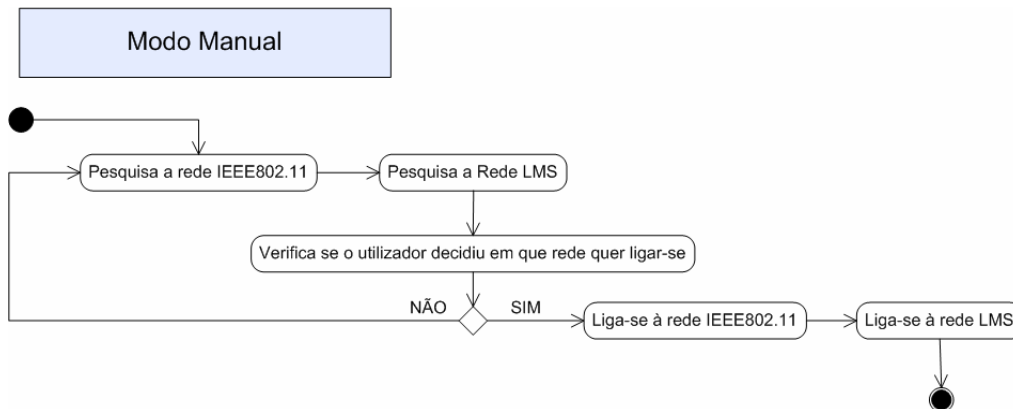 Modo Manual
Pesquisa a rede IEEE802.11
Pesquisa a Rede LMS
Verifica se o utilizador decidiu em que rede quer ligar-se
NÃO
SIM
Liga-se à rede IEEE802.11
Liga-se à rede LMS